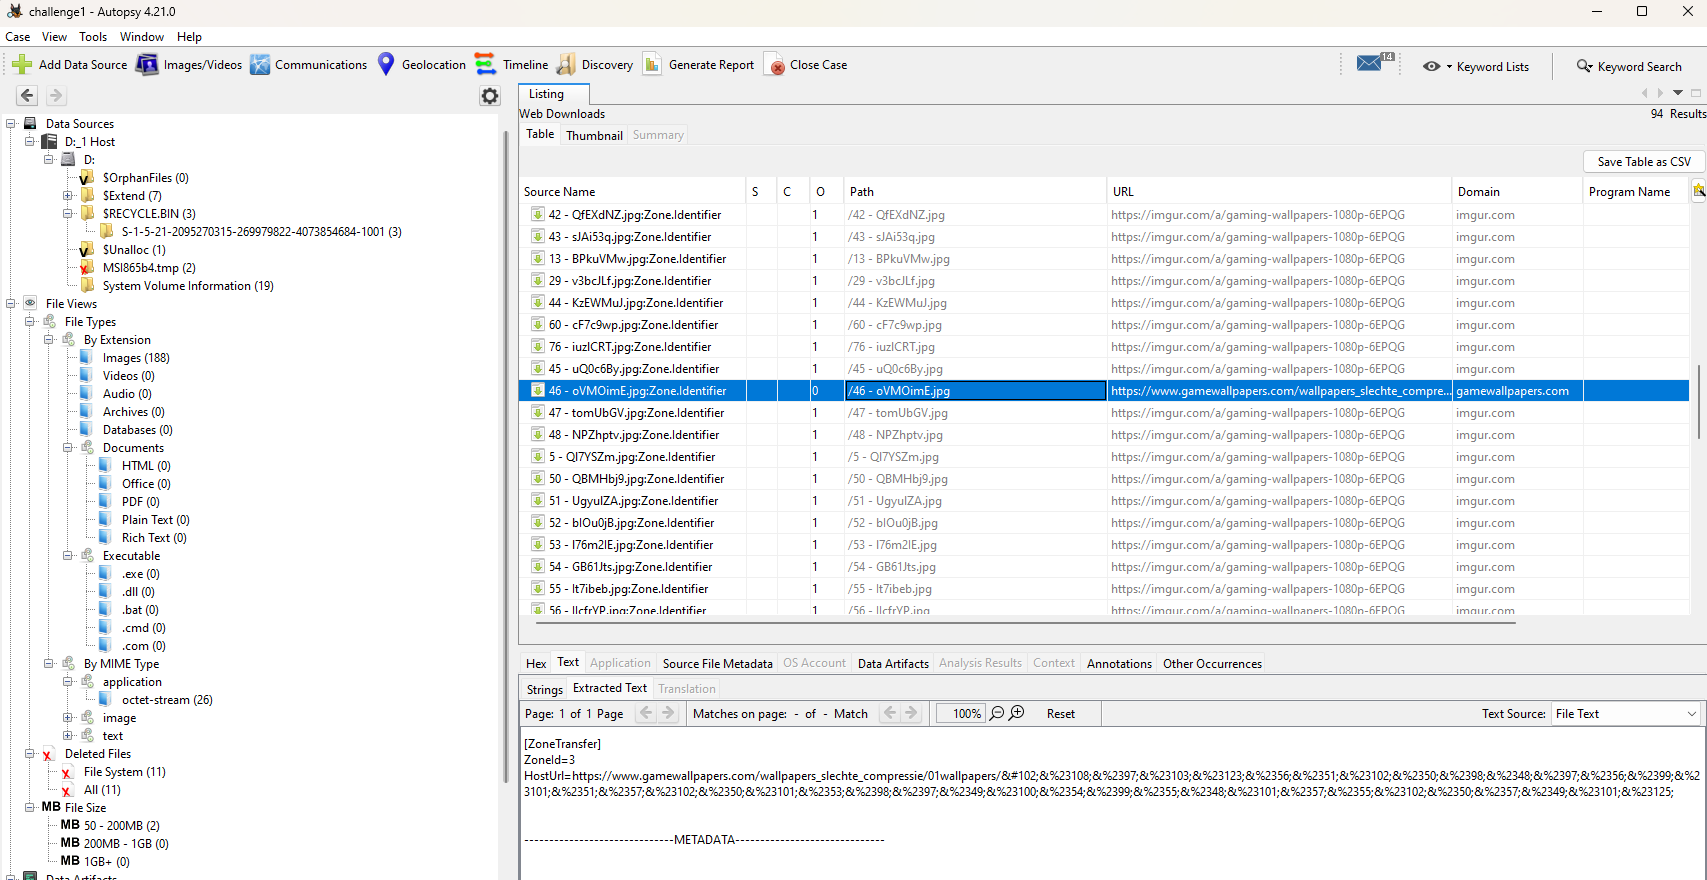 challenge1 - Autopsy 4.21.0
Case View Tools Window Help
Add Data Source Images/Videos Communications Geolocation Timeline Discovery Generate Report Close Case 14 Keyword Lists Keyword Search
Data Sources
D:_1 Host
D:
$OrphanFiles (0)
$Extend (7)
$RECYCLE.BIN (3)
S-1-5-21-2095270315-269979822-4073854684-1001 (3)
$Unalloc (1)
MSI865b4.tmp (2)
System Volume Information (19)
File Views
File Types
By Extension
Images (188)
Videos (0)
Audio (0)
Archives (0)
Databases (0)
Documents
HTML (0)
Office (0)
PDF (0)
Plain Text (0)
Rich Text (0)
Executable
.exe (0)
.dll (0)
.bat (0)
.cmd (0)
.com (0)
By MIME Type
application
octet-stream (26)
image
text
Deleted Files
File System (11)
All (11)
MB File Size
MB 50 - 200MB (2)
MB 200MB - 1GB (0)
MB 1GB+ (0)
Data Artifacts
Listing
Web Downloads 94 Results
Table Thumbnail Summary
Save Table as CSV
Source Name S C O Path URL Domain Program Name
42 - QfEXdNZ.jpg:Zone.Identifier 1 /42 - QfEXdNZ.jpg https://imgur.com/a/gaming-wallpapers-1080p-6EPQG imgur.com
43 - sJAi53q.jpg:Zone.Identifier 1 /43 - sJAi53q.jpg https://imgur.com/a/gaming-wallpapers-1080p-6EPQG imgur.com
13 - BPkuVMw.jpg:Zone.Identifier 1 /13 - BPkuVMw.jpg https://imgur.com/a/gaming-wallpapers-1080p-6EPQG imgur.com
29 - v3bcJLf.jpg:Zone.Identifier 1 /29 - v3bcJLf.jpg https://imgur.com/a/gaming-wallpapers-1080p-6EPQG imgur.com
44 - KzEWMuJ.jpg:Zone.Identifier 1 /44 - KzEWMuJ.jpg https://imgur.com/a/gaming-wallpapers-1080p-6EPQG imgur.com
60 - cF7c9wp.jpg:Zone.Identifier 1 /60 - cF7c9wp.jpg https://imgur.com/a/gaming-wallpapers-1080p-6EPQG imgur.com
76 - iuzICRT.jpg:Zone.Identifier 1 /76 - iuzICRT.jpg https://imgur.com/a/gaming-wallpapers-1080p-6EPQG imgur.com
45 - uQ0c6By.jpg:Zone.Identifier 1 /45 - uQ0c6By.jpg https://imgur.com/a/gaming-wallpapers-1080p-6EPQG imgur.com
46 - oVMOimE.jpg:Zone.Identifier 0 /46 - oVMOimE.jpg https://www.gamewallpapers.com/wallpapers_slechte_compre... gamewallpapers.com
47 - tomUbGV.jpg:Zone.Identifier 1 /47 - tomUbGV.jpg https://imgur.com/a/gaming-wallpapers-1080p-6EPQG imgur.com
48 - NPZhptv.jpg:Zone.Identifier 1 /48 - NPZhptv.jpg https://imgur.com/a/gaming-wallpapers-1080p-6EPQG imgur.com
5 - QI7YSZm.jpg:Zone.Identifier 1 /5 - QI7YSZm.jpg https://imgur.com/a/gaming-wallpapers-1080p-6EPQG imgur.com
50 - QBMHbj9.jpg:Zone.Identifier 1 /50 - QBMHbj9.jpg https://imgur.com/a/gaming-wallpapers-1080p-6EPQG imgur.com
51 - UgyuIZA.jpg:Zone.Identifier 1 /51 - UgyuIZA.jpg https://imgur.com/a/gaming-wallpapers-1080p-6EPQG imgur.com
52 - bIOu0jB.jpg:Zone.Identifier 1 /52 - bIOu0jB.jpg https://imgur.com/a/gaming-wallpapers-1080p-6EPQG imgur.com
53 - I76m2IE.jpg:Zone.Identifier 1 /53 - I76m2IE.jpg https://imgur.com/a/gaming-wallpapers-1080p-6EPQG imgur.com
54 - GB61Jts.jpg:Zone.Identifier 1 /54 - GB61Jts.jpg https://imgur.com/a/gaming-wallpapers-1080p-6EPQG imgur.com
55 - It7ibeb.jpg:Zone.Identifier 1 /55 - It7ibeb.jpg https://imgur.com/a/gaming-wallpapers-1080p-6EPQG imgur.com
56 - IlcfrYP.jpg:Zone.Identifier 1 /56 - IlcfrYP.jpg https://imgur.com/a/gaming-wallpapers-1080p-6EPQG imgur.com
Hex Text Application Source File Metadata OS Account Data Artifacts Analysis Results Context Annotations Other Occurrences
Strings Extracted Text Translation
Page: 1 of 1 Page Matches on page: - of - Match 100% Reset Text Source: File Text
[ZoneTransfer]
ZoneId=3
HostUrl=https://www.gamewallpapers.com/wallpapers_slechte_compressie/01wallpapers/&#102;&%23108;&%2397;&%23103;&%23123;&%2356;&%2351;&%23102;&%2350;&%2398;&%2348;&%2397;&%2356;&%2399;&%23101;&%2351;&%2357;&%23102;&%2350;&%23101;&%2353;&%2398;&%2397;&%2349;&%23100;&%2354;&%2399;&%2355;&%2348;&%23101;&%2357;&%2355;&%23102;&%2350;&%2357;&%2349;&%23101;&%23125;
------------------------------METADATA------------------------------